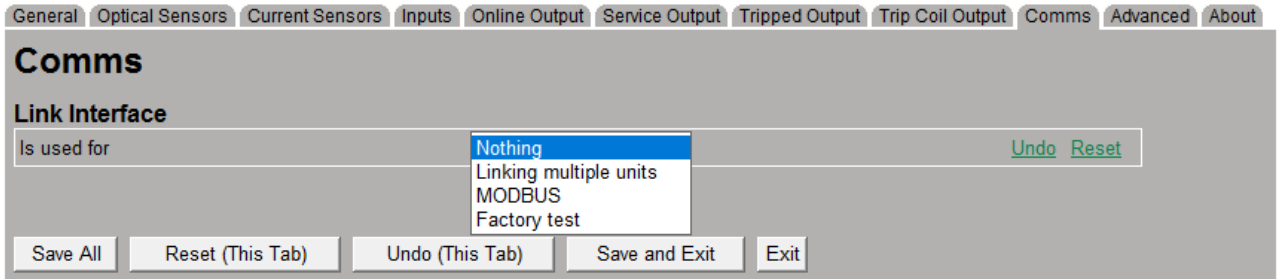 General Optical Sensors Current Sensors Inputs Online Output Service Output Tripped Output Trip Coil Output Comms Advanced About
Comms
Link Interface
Is used for Nothing Undo Reset
Linking multiple units
MODBUS
Factory test
Save All Reset (This Tab) Undo (This Tab) Save and Exit Exit